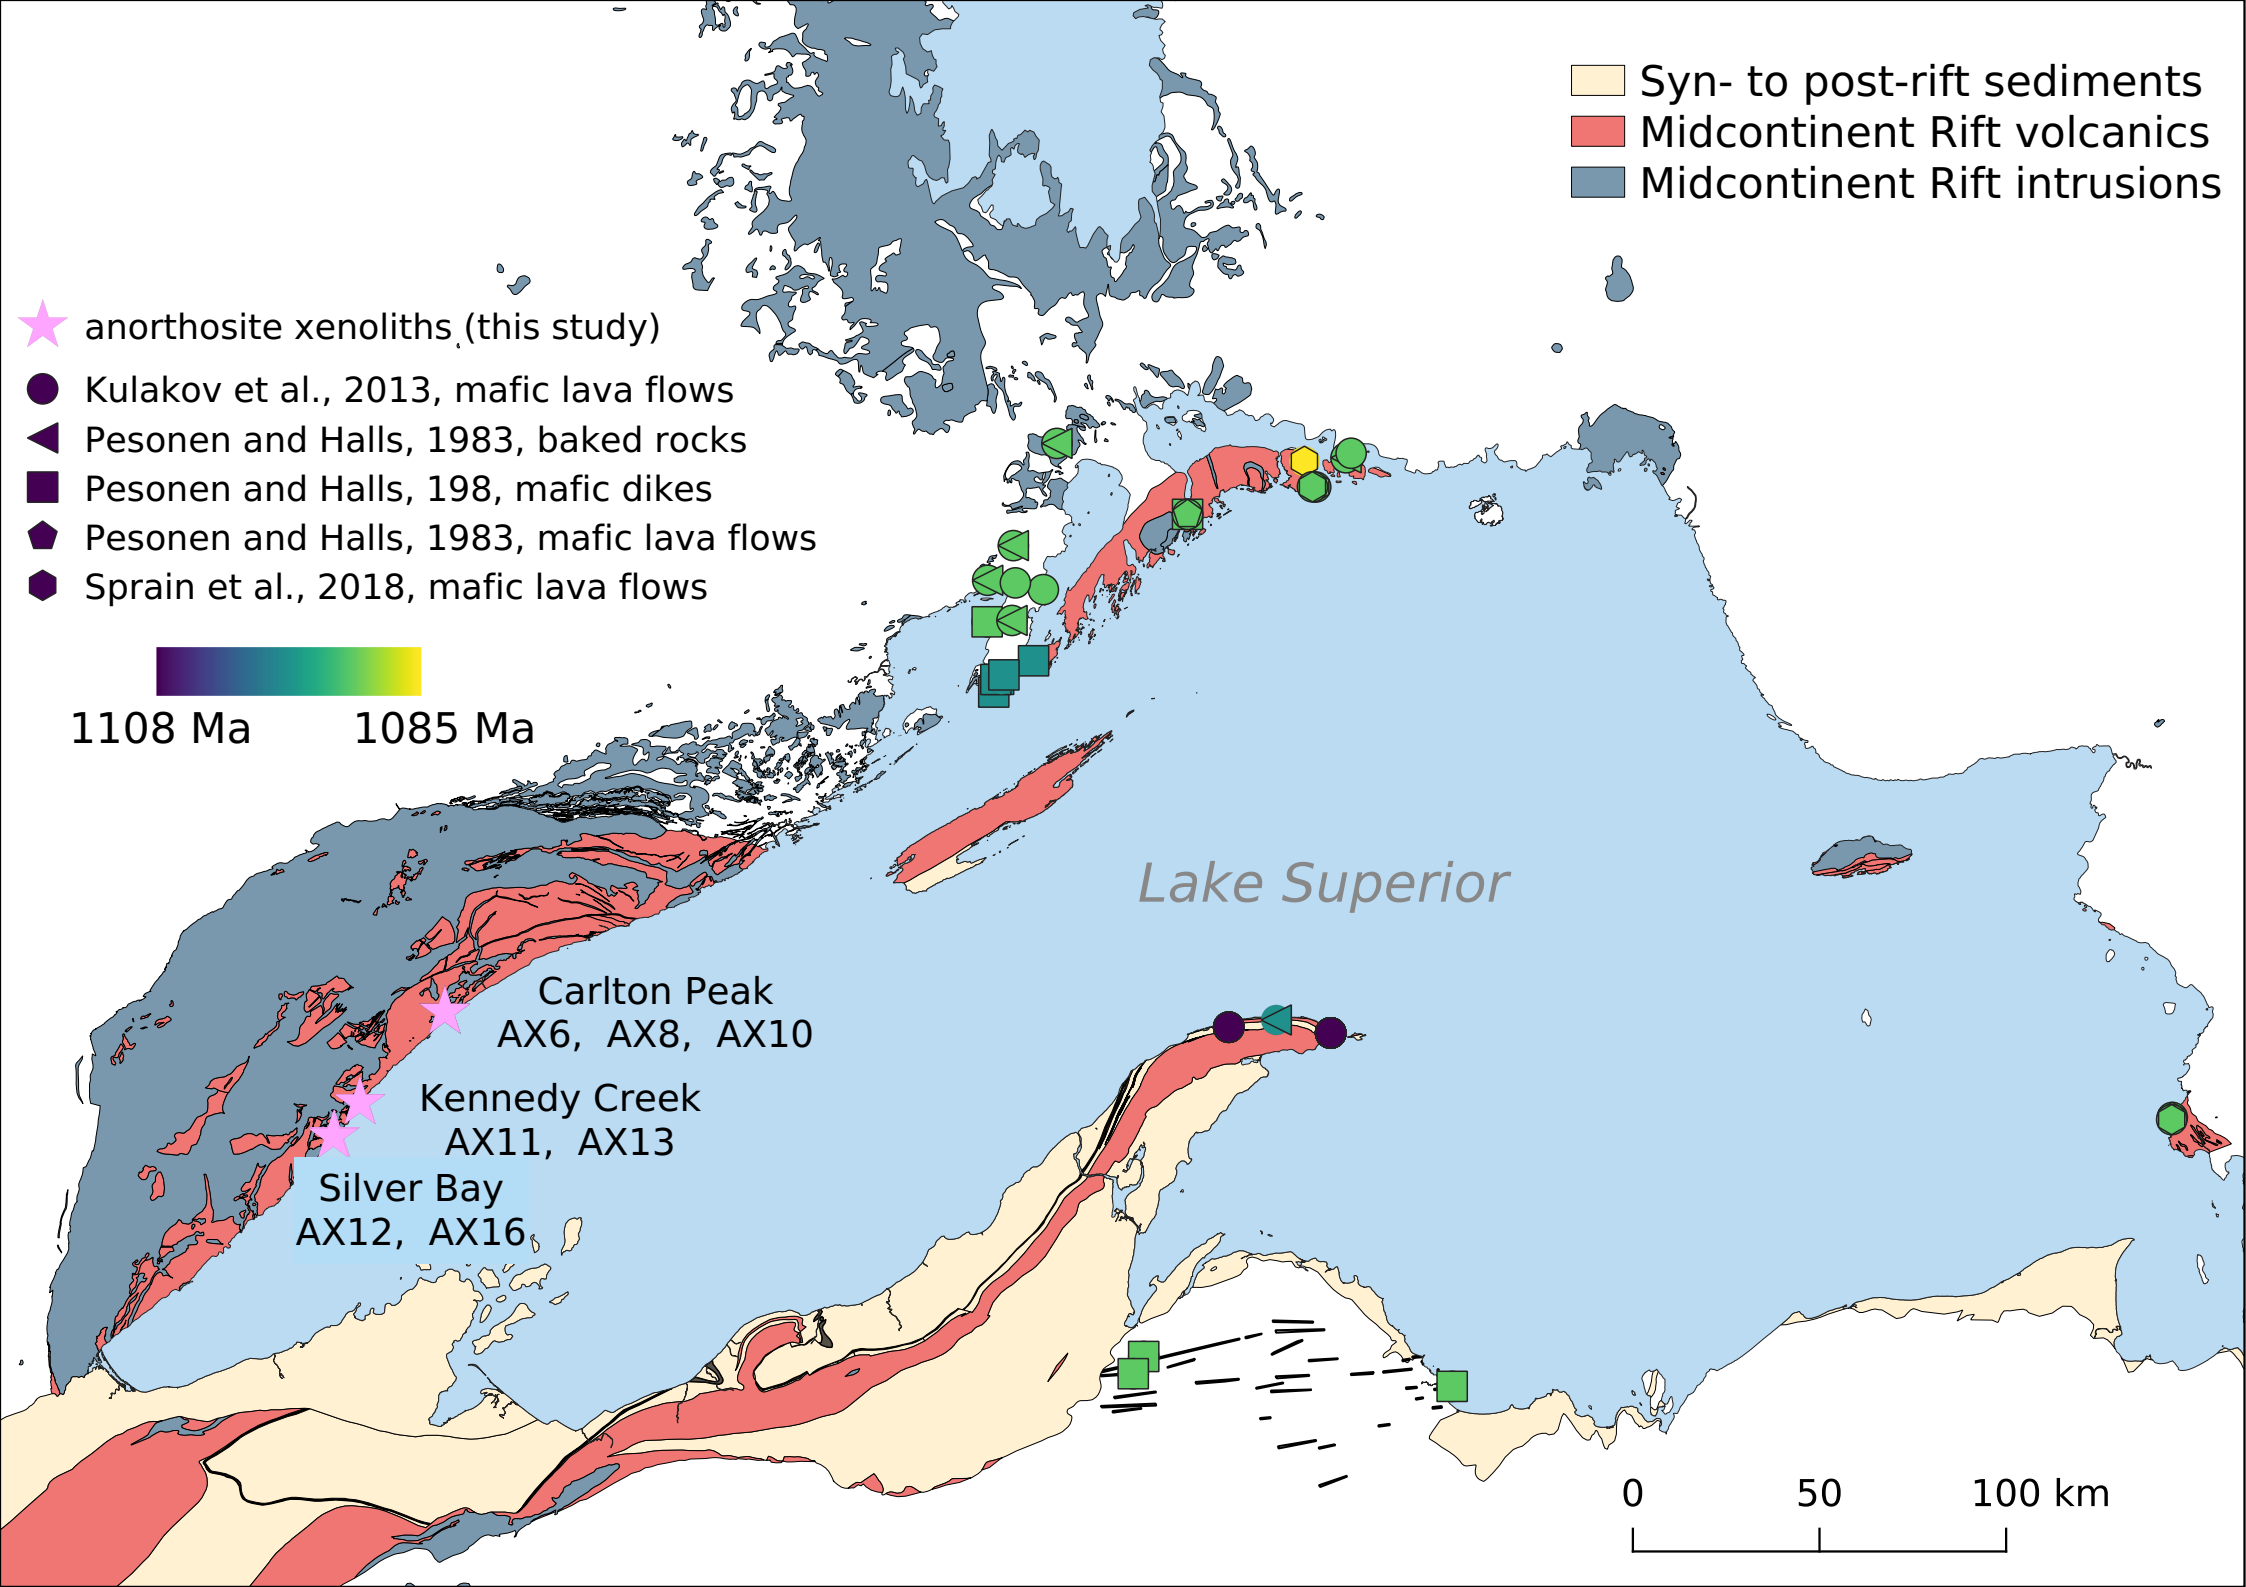 Syn- to post-rift sediments
Midcontinent Rift volcanics
Midcontinent Rift intrusions
anorthosite xenoliths (this study)
Kulakov et al., 2013, mafic lava flows
Pesonen and Halls, 1983, baked rocks
Pesonen and Halls, 198, mafic dikes
Pesonen and Halls, 1983, mafic lava flows
Sprain et al., 2018, mafic lava flows
1108 Ma 1085 Ma
Lake Superior
Carlton Peak
AX6, AX8, AX10
Kennedy Creek
AX11, AX13
Silver Bay
AX12, AX16
0 50 100 km